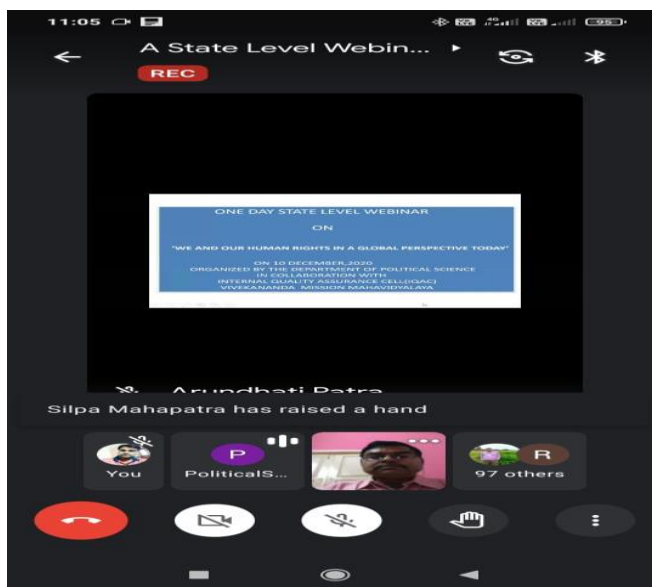 11:05
95
A State Level Webin...
REC
ONE DAY STATE LEVEL WEBINAR
ON
"WE AND OUR HUMAN RIGHTS IN A GLOBAL PERSPECTIVE TODAY"
ON 10 DECEMBER,2020
ORGANIZED BY THE DEPARTMENT OF POLITICAL SCIENCE
IN COLLABORATION WITH
INTERNAL QUALITY ASSURANCE CELL(IQAC)
VIVEKANANDA MISSION MAHAVIDYALAYA
Arundhati Patra
Silpa Mahapatra has raised a hand
P
R
You
PoliticalS...
97 others